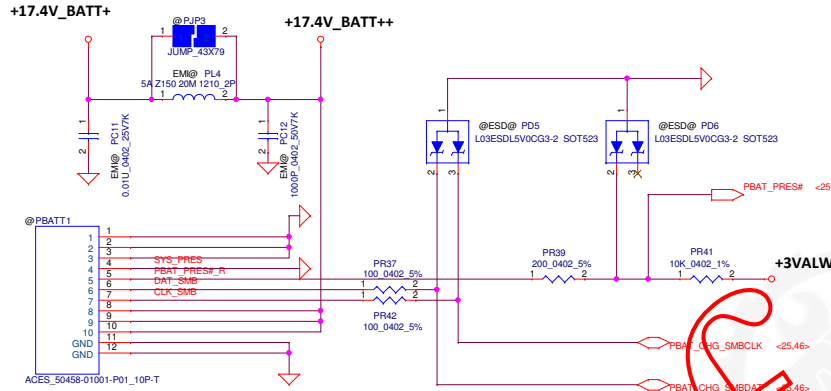 +17.4V_BATT+
@ PJP3
1 2
JUMP_43X79
+17.4V_BATT++
EMI@ PL4
5A Z150 20M 1210_2P
1 2
EMI@ PC11
0.01P_0402_25V7K
1
2
EMI@ PC12
1000P_0402_50V7K
1
2
@ESD@ PD5
L03ESDL5V0CG3-2 SOT523
1
2
3
@ESD@ PD6
L03ESDL5V0CG3-2 SOT523
1
2
3
PBAT_PRES# <25
@PBATT1
1 1
2 2
3 3
4 4 SYS_PRES
5 5 PBAT_PRES#_R
6 6 DAT_SMB
7 7 CLK_SMB
8 8
9 9
10 10
GND 11
GND 12
ACES_50458-01001-P01_10P-T
PR37
100_0402_5%
1 2
1 2
PR42
100_0402_5%
PR39
200_0402_5%
1 2
PR41
10K_0402_1%
1 2
+3VALW
PBAT_CHG_SMBCLK <25,46>
PBAT_CHG_SMBDAT <25,46>